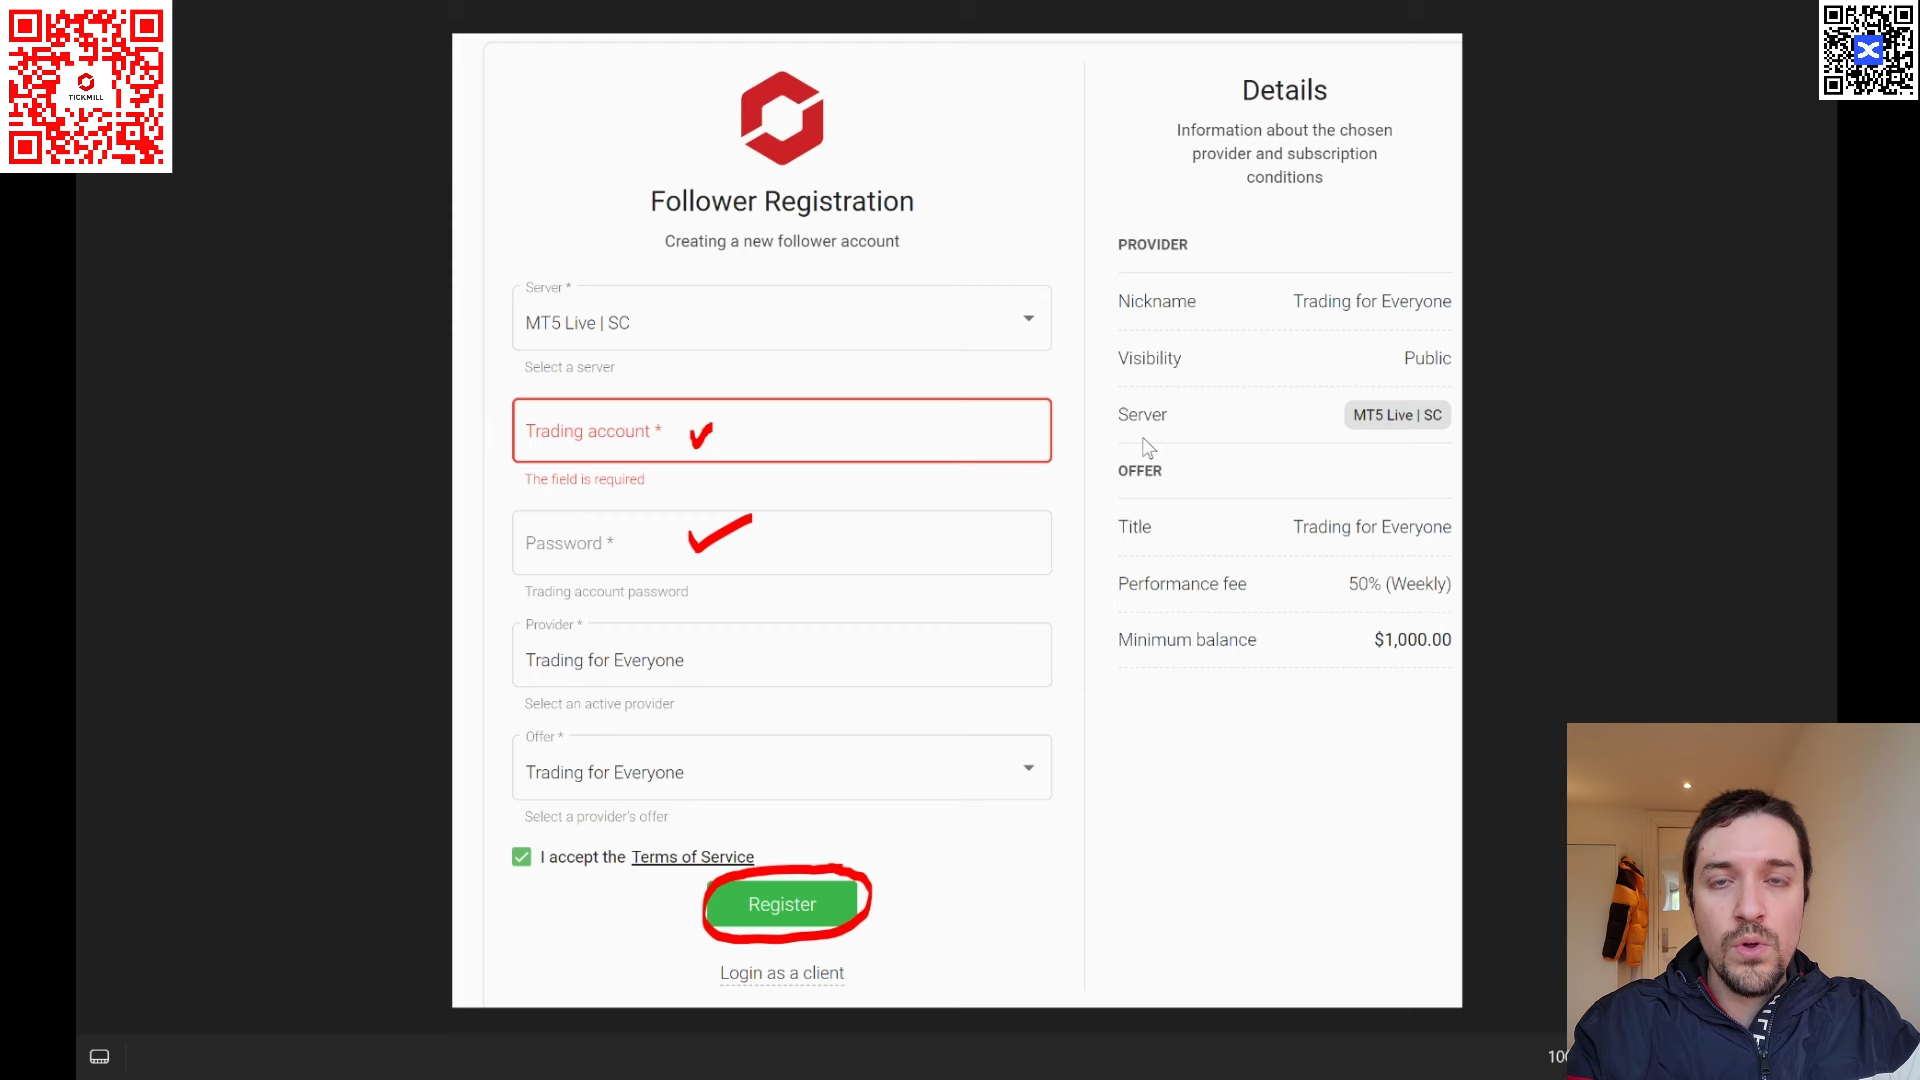 TICKMILL
Follower Registration
Creating a new follower account
Server *
MT5 Live | SC
Select a server
Trading account *
The field is required
Password *
Trading account password
Provider *
Trading for Everyone
Select an active provider
Offer *
Trading for Everyone
Select a provider's offer
I accept the Terms of Service
Register
Login as a client
Details
Information about the chosen
provider and subscription
conditions
PROVIDER
Nickname Trading for Everyone
Visibility Public
Server MT5 Live | SC
OFFER
Title Trading for Everyone
Performance fee 50% (Weekly)
Minimum balance $1,000.00